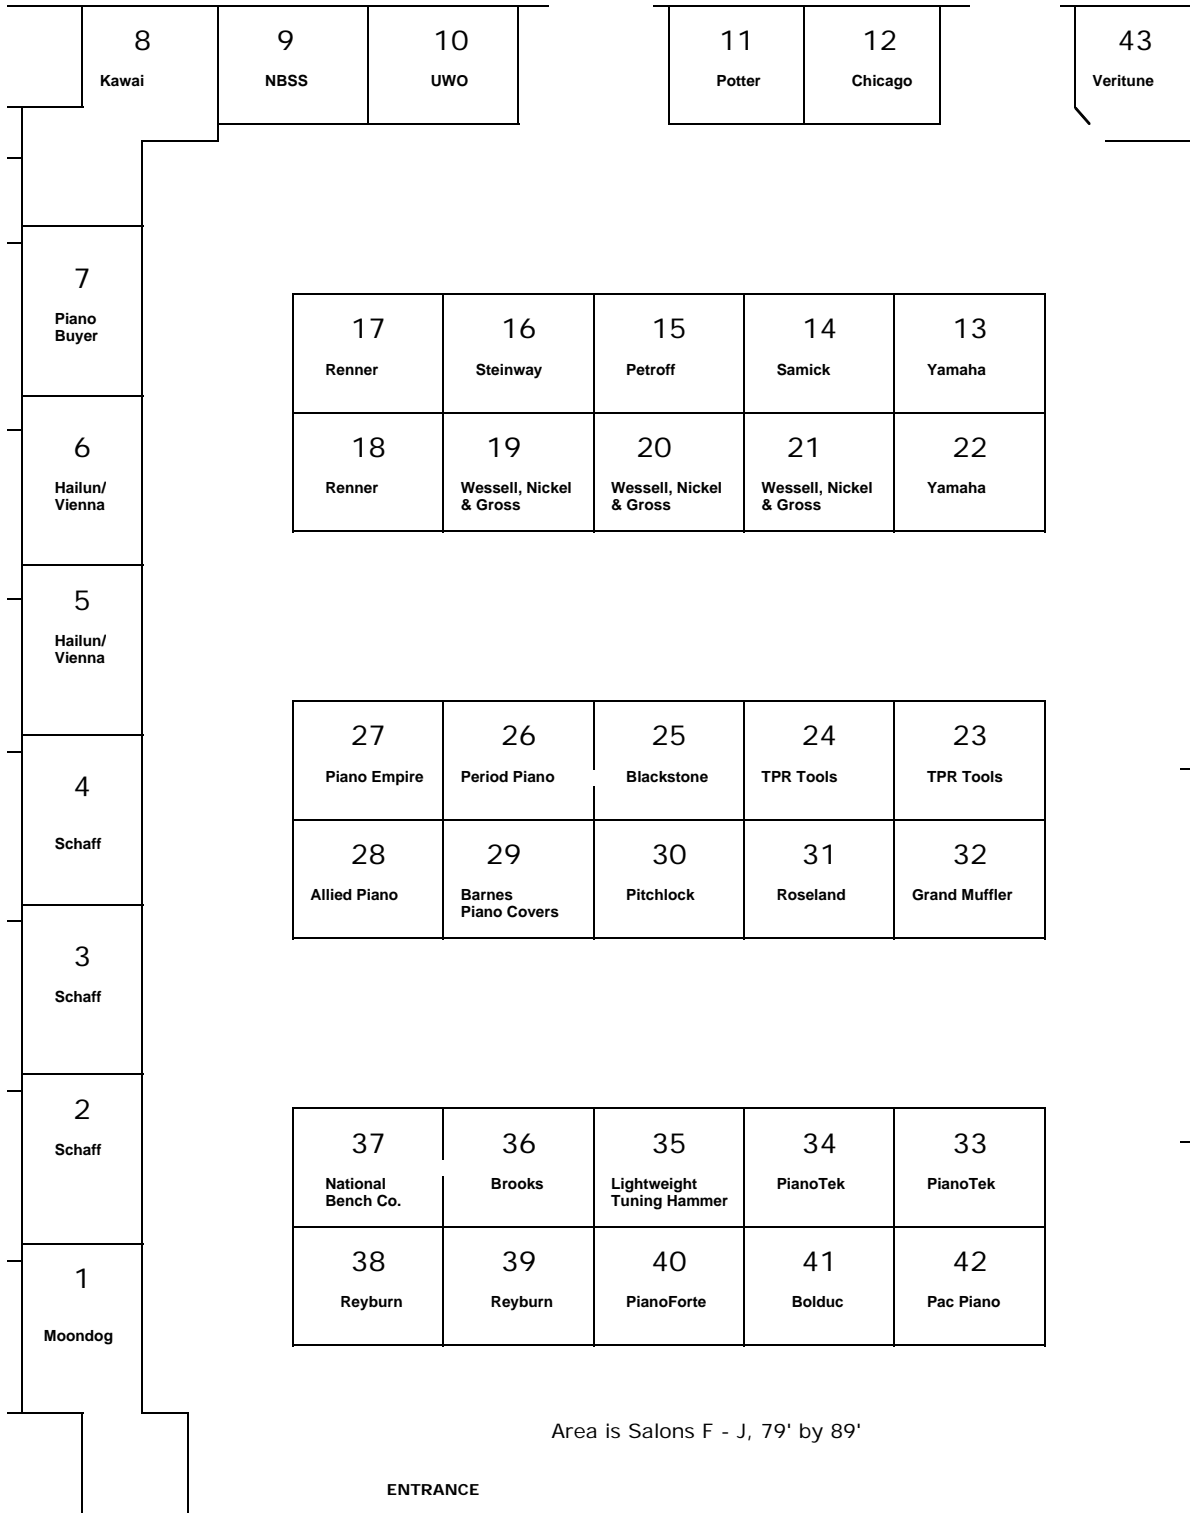 8
Kawai
9
NBSS
10
UWO
11
Potter
12
Chicago
43
Veritune
7
Piano
Buyer
6
Hailun/
Vienna
5
Hailun/
Vienna
4
Schaff
3
Schaff
2
Schaff
1
Moondog
17
Renner
16
Steinway
15
Petroff
14
Samick
13
Yamaha
18
Renner
19
Wessell, Nickel
& Gross
20
Wessell, Nickel
& Gross
21
Wessell, Nickel
& Gross
22
Yamaha
27
Piano Empire
26
Period Piano
25
Blackstone
24
TPR Tools
23
TPR Tools
28
Allied Piano
29
Barnes
Piano Covers
30
Pitchlock
31
Roseland
32
Grand Muffler
37
National
Bench Co.
36
Brooks
35
Lightweight
Tuning Hammer
34
PianoTek
33
PianoTek
38
Reyburn
39
Reyburn
40
PianoForte
41
Bolduc
42
Pac Piano
Area is Salons F - J, 79' by 89'
ENTRANCE